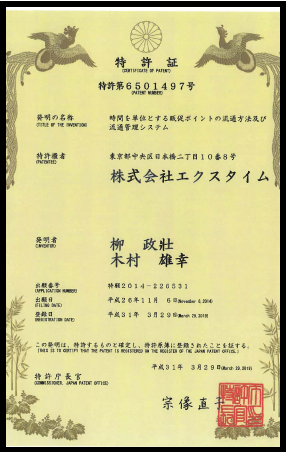 特許証
(CERTIFICATE OF PATENT)
特許第6501497号
(PATENT NUMBER)
発明の名称
(TITLE OF THE INVENTION)
時間を単位とする販促ポイントの流通方法及び
流通管理システム
特許権者
(PATENTEE)
東京都中央区日本橋二丁目10番8号
株式会社エクスタイム
発明者
(INVENTOR)
柳 政壯
木村 雄幸
出願番号
(APPLICATION NUMBER)
特願2014-226531
出願日
(FILING DATE)
平成26年11月 6日(November 6,2014)
登録日
(REGISTRATION DATE)
平成31年 3月29日(March 29,2019)
この発明は、特許するものと確定し、特許原簿に登録されたことを証する。
(THIS IS TO CERTIFY THAT THE PATENT IS REGISTERED ON THE REGISTER OF THE JAPAN PATENT OFFICE.)
平成31年 3月29日(March 29,2019)
特許庁長官
(COMMISSIONER, JAPAN PATENT OFFICE)
宗像直子